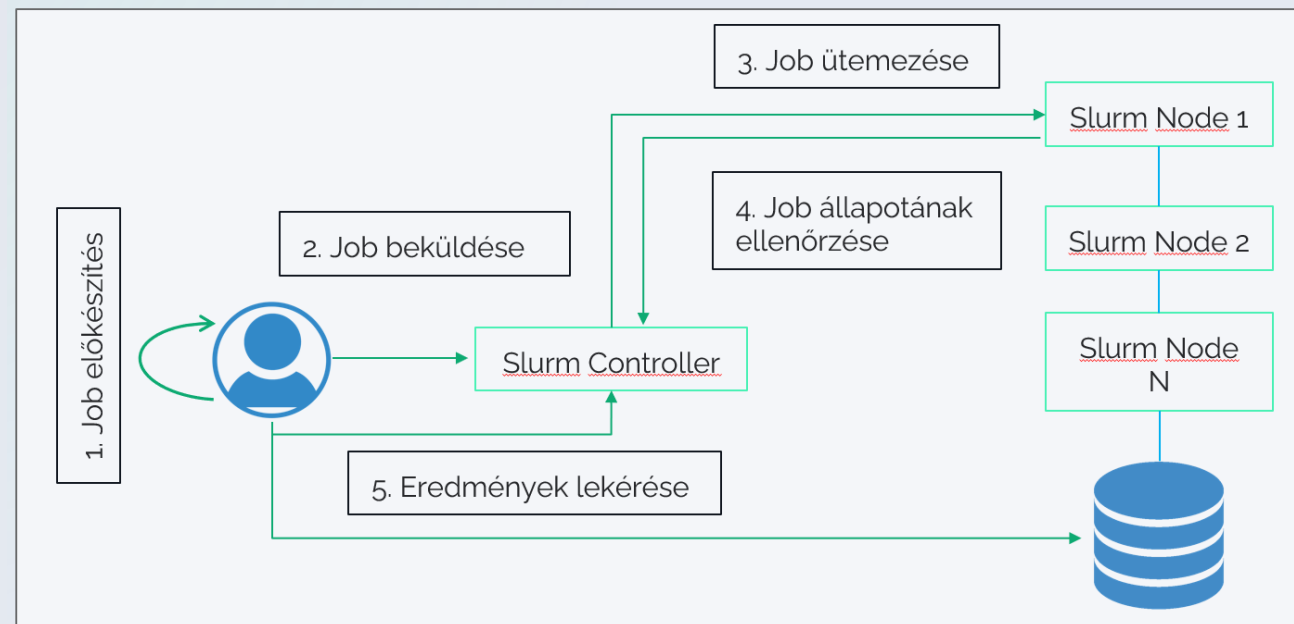 3. Job ütemezése
Slurm Node 1
4. Job állapotának
ellenőrzése
1. Job előkészítés
2. Job beküldése
Slurm Node 2
Slurm Controller
Slurm Node
N
5. Eredmények lekérése